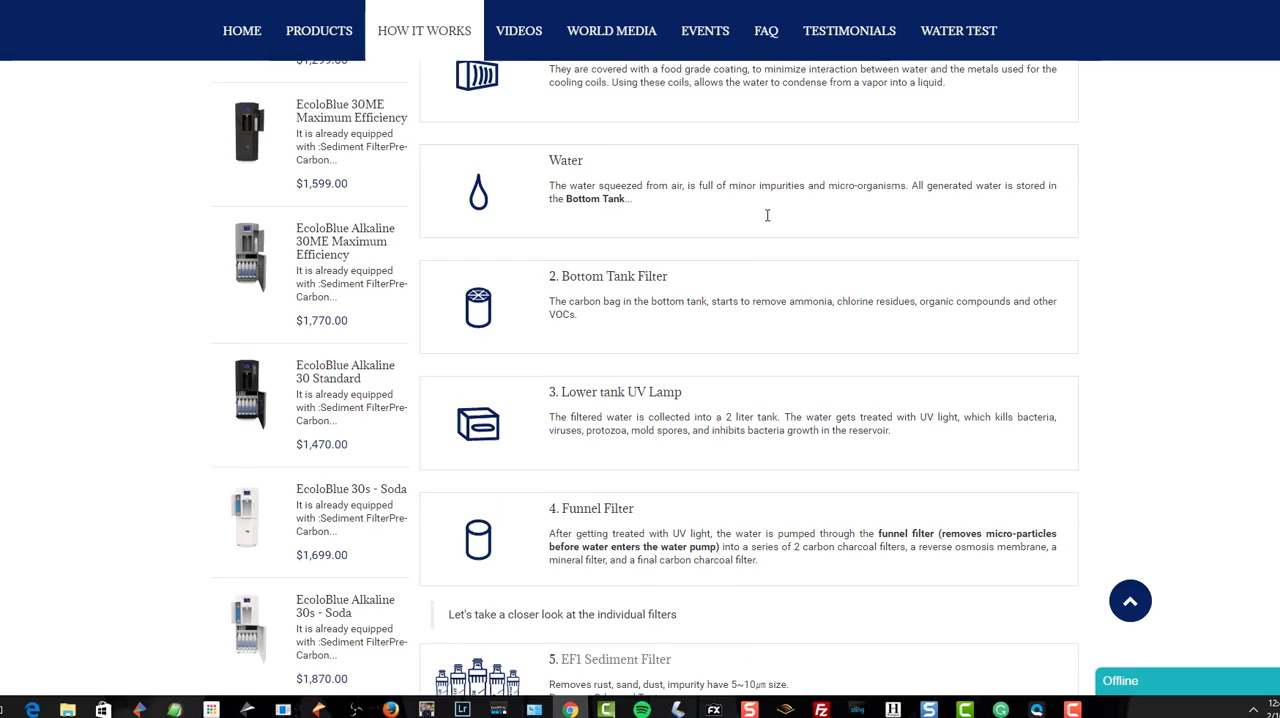 HOME PRODUCTS HOW IT WORKS VIDEOS WORLD MEDIA EVENTS FAQ TESTIMONIALS WATER TEST
$1,299.00
EcoloBlue 30ME
Maximum Efficiency
It is already equipped
with :Sediment FilterPre-
Carbon...
$1,599.00
EcoloBlue Alkaline
30ME Maximum
Efficiency
It is already equipped
with :Sediment FilterPre-
Carbon...
$1,770.00
EcoloBlue Alkaline
30 Standard
It is already equipped
with :Sediment FilterPre-
Carbon...
$1,470.00
EcoloBlue 30s - Soda
It is already equipped
with :Sediment FilterPre-
Carbon...
$1,699.00
EcoloBlue Alkaline
30s - Soda
It is already equipped
with :Sediment FilterPre-
Carbon...
$1,870.00
They are covered with a food grade coating, to minimize interaction between water and the metals used for the
cooling coils. Using these coils, allows the water to condense from a vapor into a liquid.
Water
The water squeezed from air, is full of minor impurities and micro-organisms. All generated water is stored in
the Bottom Tank...
2. Bottom Tank Filter
The carbon bag in the bottom tank, starts to remove ammonia, chlorine residues, organic compounds and other
VOCs.
3. Lower tank UV Lamp
The filtered water is collected into a 2 liter tank. The water gets treated with UV light, which kills bacteria,
viruses, protozoa, mold spores, and inhibits bacteria growth in the reservoir.
4. Funnel Filter
After getting treated with UV light, the water is pumped through the funnel filter (removes micro-particles
before water enters the water pump) into a series of 2 carbon charcoal filters, a reverse osmosis membrane, a
mineral filter, and a final carbon charcoal filter.
Let's take a closer look at the individual filters
5. EF1 Sediment Filter
Removes rust, sand, dust, impurity have 5~10㎛ size.
Offline